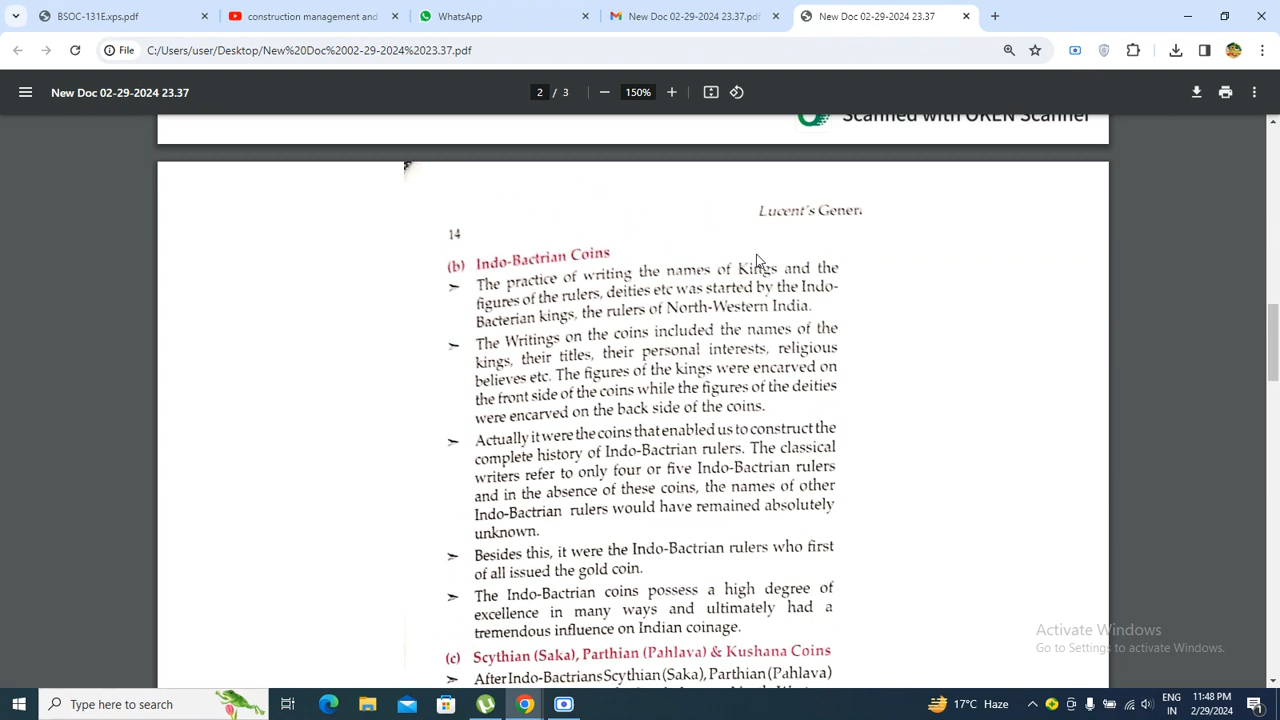 BSOC-131Exps.pdf
construction management and
WhatsApp
New Doc 02-29-2024 23.37.pdf
New Doc 02-29-2024 23.37
File
C:/Users/user/Desktop/New%20Doc%2002-29-2024%2023.37.pdf
New Doc 02-29-2024 23.37
2 / 3
150%
Scanned with OKEN Scanner
Lucent's Genera
14
(b) Indo-Bactrian Coins
➢ The practice of writing the names of Kings and the
figures of the rulers, deities etc was started by the Indo-
Bacterian kings, the rulers of North-Western India.
➢ The Writings on the coins included the names of the
kings, their titles, their personal interests, religious
believes etc. The figures of the kings were encarved on
the front side of the coins while the figures of the deities
were encarved on the back side of the coins.
➢ Actually it were the coins that enabled us to construct the
complete history of Indo-Bactrian rulers. The classical
writers refer to only four or five Indo-Bactrian rulers
and in the absence of these coins, the names of other
Indo-Bactrian rulers would have remained absolutely
unknown.
➢ Besides this, it were the Indo-Bactrian rulers who first
of all issued the gold coin.
➢ The Indo-Bactrian coins possess a high degree of
excellence in many ways and ultimately had a
tremendous influence on Indian coinage.
(c) Scythian (Saka), Parthian (Pahlava) & Kushana Coins
➢ After Indo-Bactrians Scythian (Saka), Parthian (Pahlava)
Activate Windows
Go to Settings to activate Windows.
Type here to search
17°C Haze
ENG
IN
11:48 PM
2/29/2024